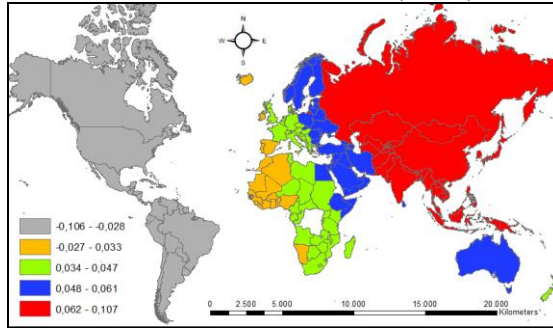 N
W E
S
-0,106 - -0,028
-0,027 - 0,033
0,034 - 0,047
0,048 - 0,061
0,062 - 0,107
0 2.500 5.000 10.000 15.000 20.000
Kilometers